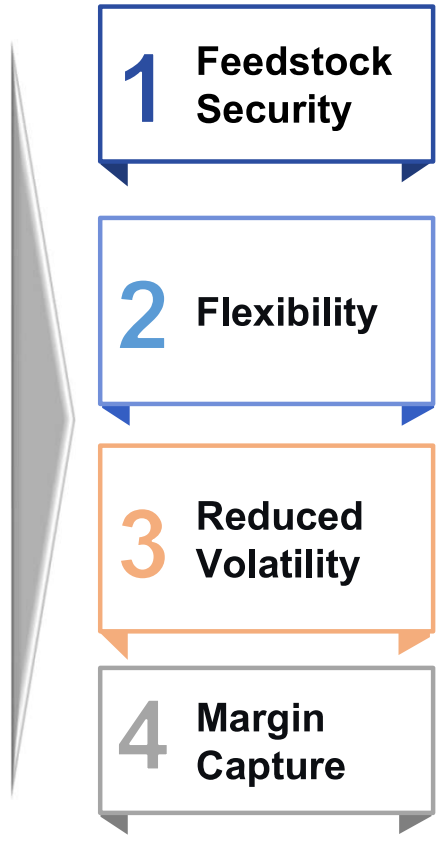 1
Feedstock
Security
2
Flexibility
3
Reduced
Volatility
4
Margin
Capture